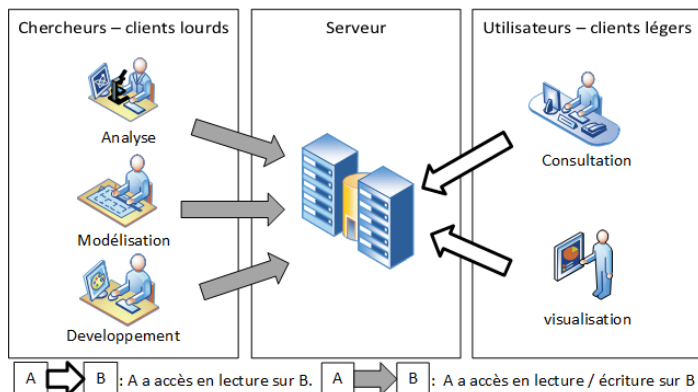 Chercheurs – clients lourds
Serveur
Utilisateurs – clients légers
Analyse
Consultation
Modélisation
Developpement
visualisation
A B : A a accès en lecture sur B. A B : A a accès en lecture / écriture sur B